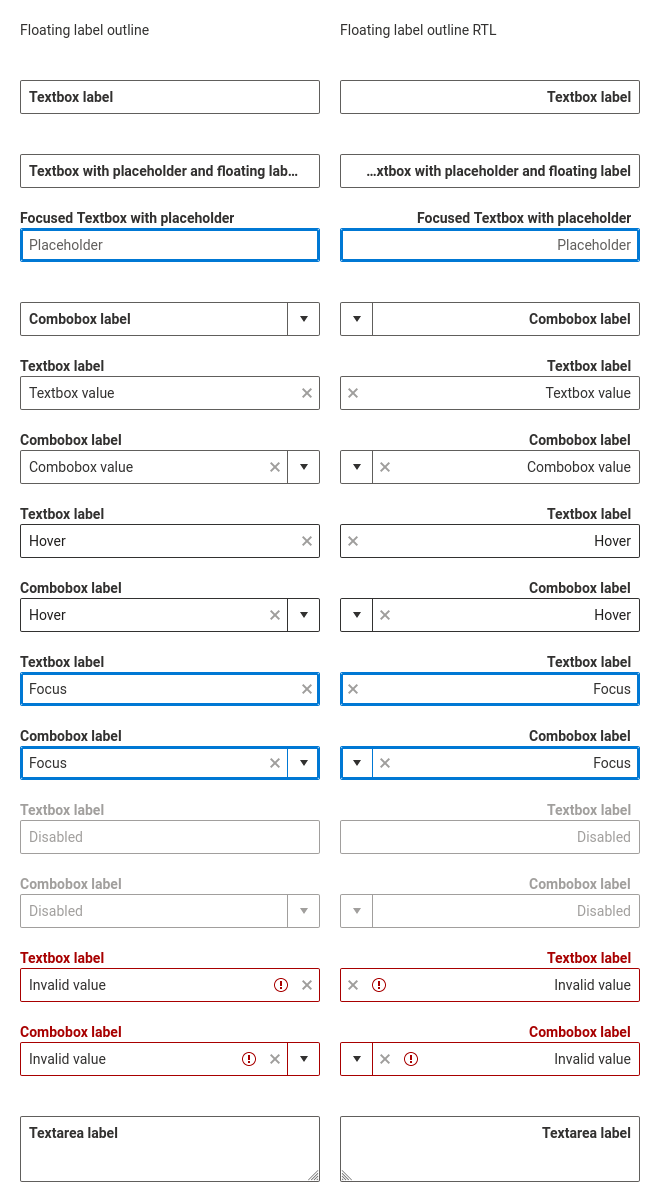 Floating label outline
Floating label outline RTL
Textbox label
Textbox label
Textbox with placeholder and floating lab...
...xtbox with placeholder and floating label
Focused Textbox with placeholder
Focused Textbox with placeholder
Placeholder
Placeholder
Combobox label
Combobox label
Textbox label
Textbox label
Textbox value
Textbox value
Combobox label
Combobox label
Combobox value
Combobox value
Textbox label
Textbox label
Hover
Hover
Combobox label
Combobox label
Hover
Hover
Textbox label
Textbox label
Focus
Focus
Combobox label
Combobox label
Focus
Focus
Textbox label
Textbox label
Disabled
Disabled
Combobox label
Combobox label
Disabled
Disabled
Textbox label
Textbox label
Invalid value
Invalid value
Combobox label
Combobox label
Invalid value
Invalid value
Textarea label
Textarea label